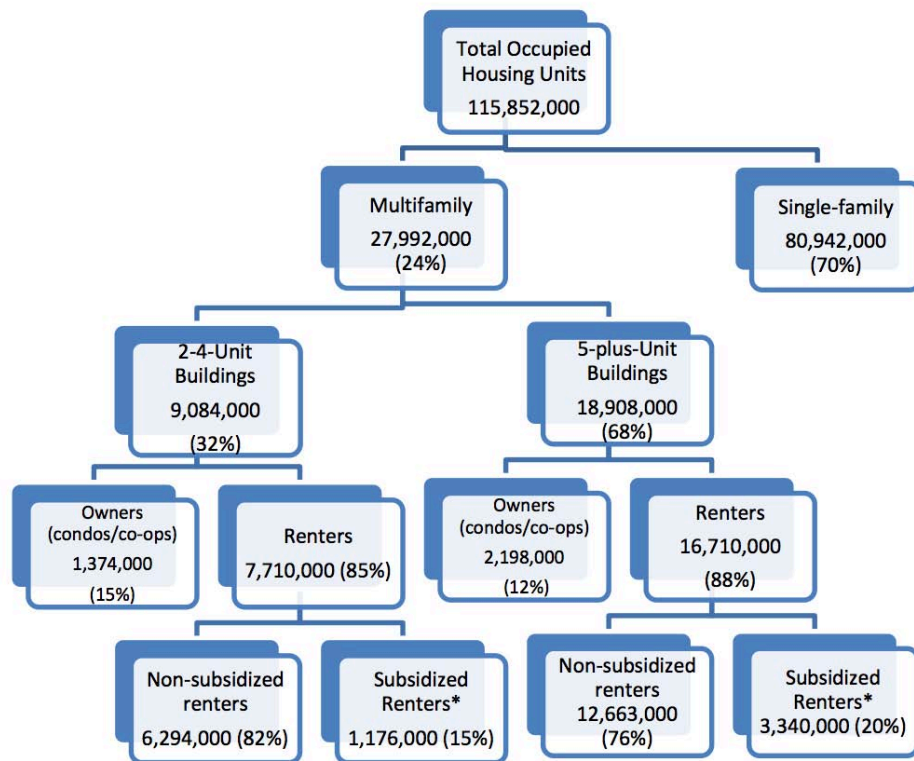 Total Occupied
Housing Units
115,852,000
Multifamily
27,992,000
(24%)
Single-family
80,942,000
(70%)
2-4-Unit
Buildings
9,084,000
(32%)
5-plus-Unit
Buildings
18,908,000
(68%)
Owners
(condos/co-ops)
1,374,000
(15%)
Renters
7,710,000 (85%)
Owners
(condos/co-ops)
2,198,000
(12%)
Renters
16,710,000
(88%)
Non-subsidized
renters
6,294,000 (82%)
Subsidized
Renters*
1,176,000 (15%)
Non-subsidized
renters
12,663,000
(76%)
Subsidized
Renters*
3,340,000 (20%)